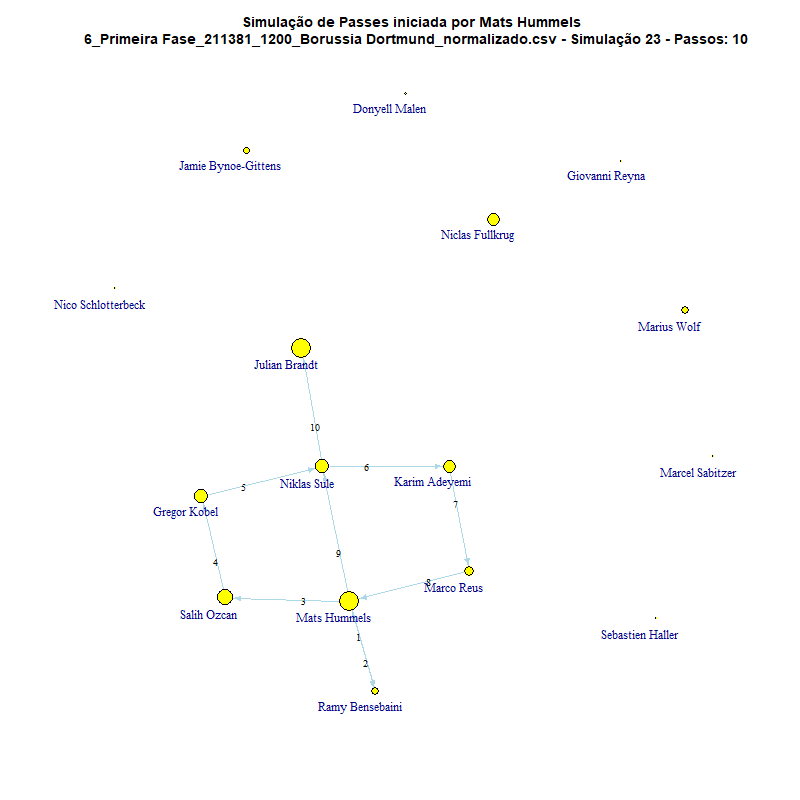 Simulação de Passes iniciada por Mats Hummels
6_Primeira Fase_211381_1200_Borussia Dortmund_normalizado.csv - Simulação 23 - Passos: 10
Donyell Malen
Jamie Bynoe-Gittens
Giovanni Reyna
Niclas Fullkrug
Nico Schlotterbeck
Marius Wolf
Julian Brandt
10
6
Marcel Sabitzer
Niklas Sule
Karim Adeyemi
5
7
Gregor Kobel
9
4
8
Marco Reus
3
Salih Ozcan
Mats Hummels
1
Sebastien Haller
2
Ramy Bensebaini